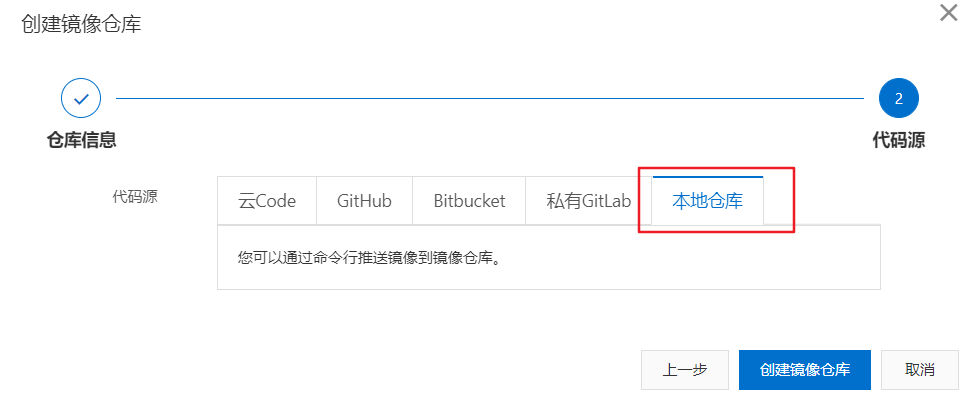 创建镜像仓库
2
仓库信息 代码源
代码源 云Code GitHub Bitbucket 私有GitLab 本地仓库
您可以通过命令行推送镜像到镜像仓库。
上一步 创建镜像仓库 取消